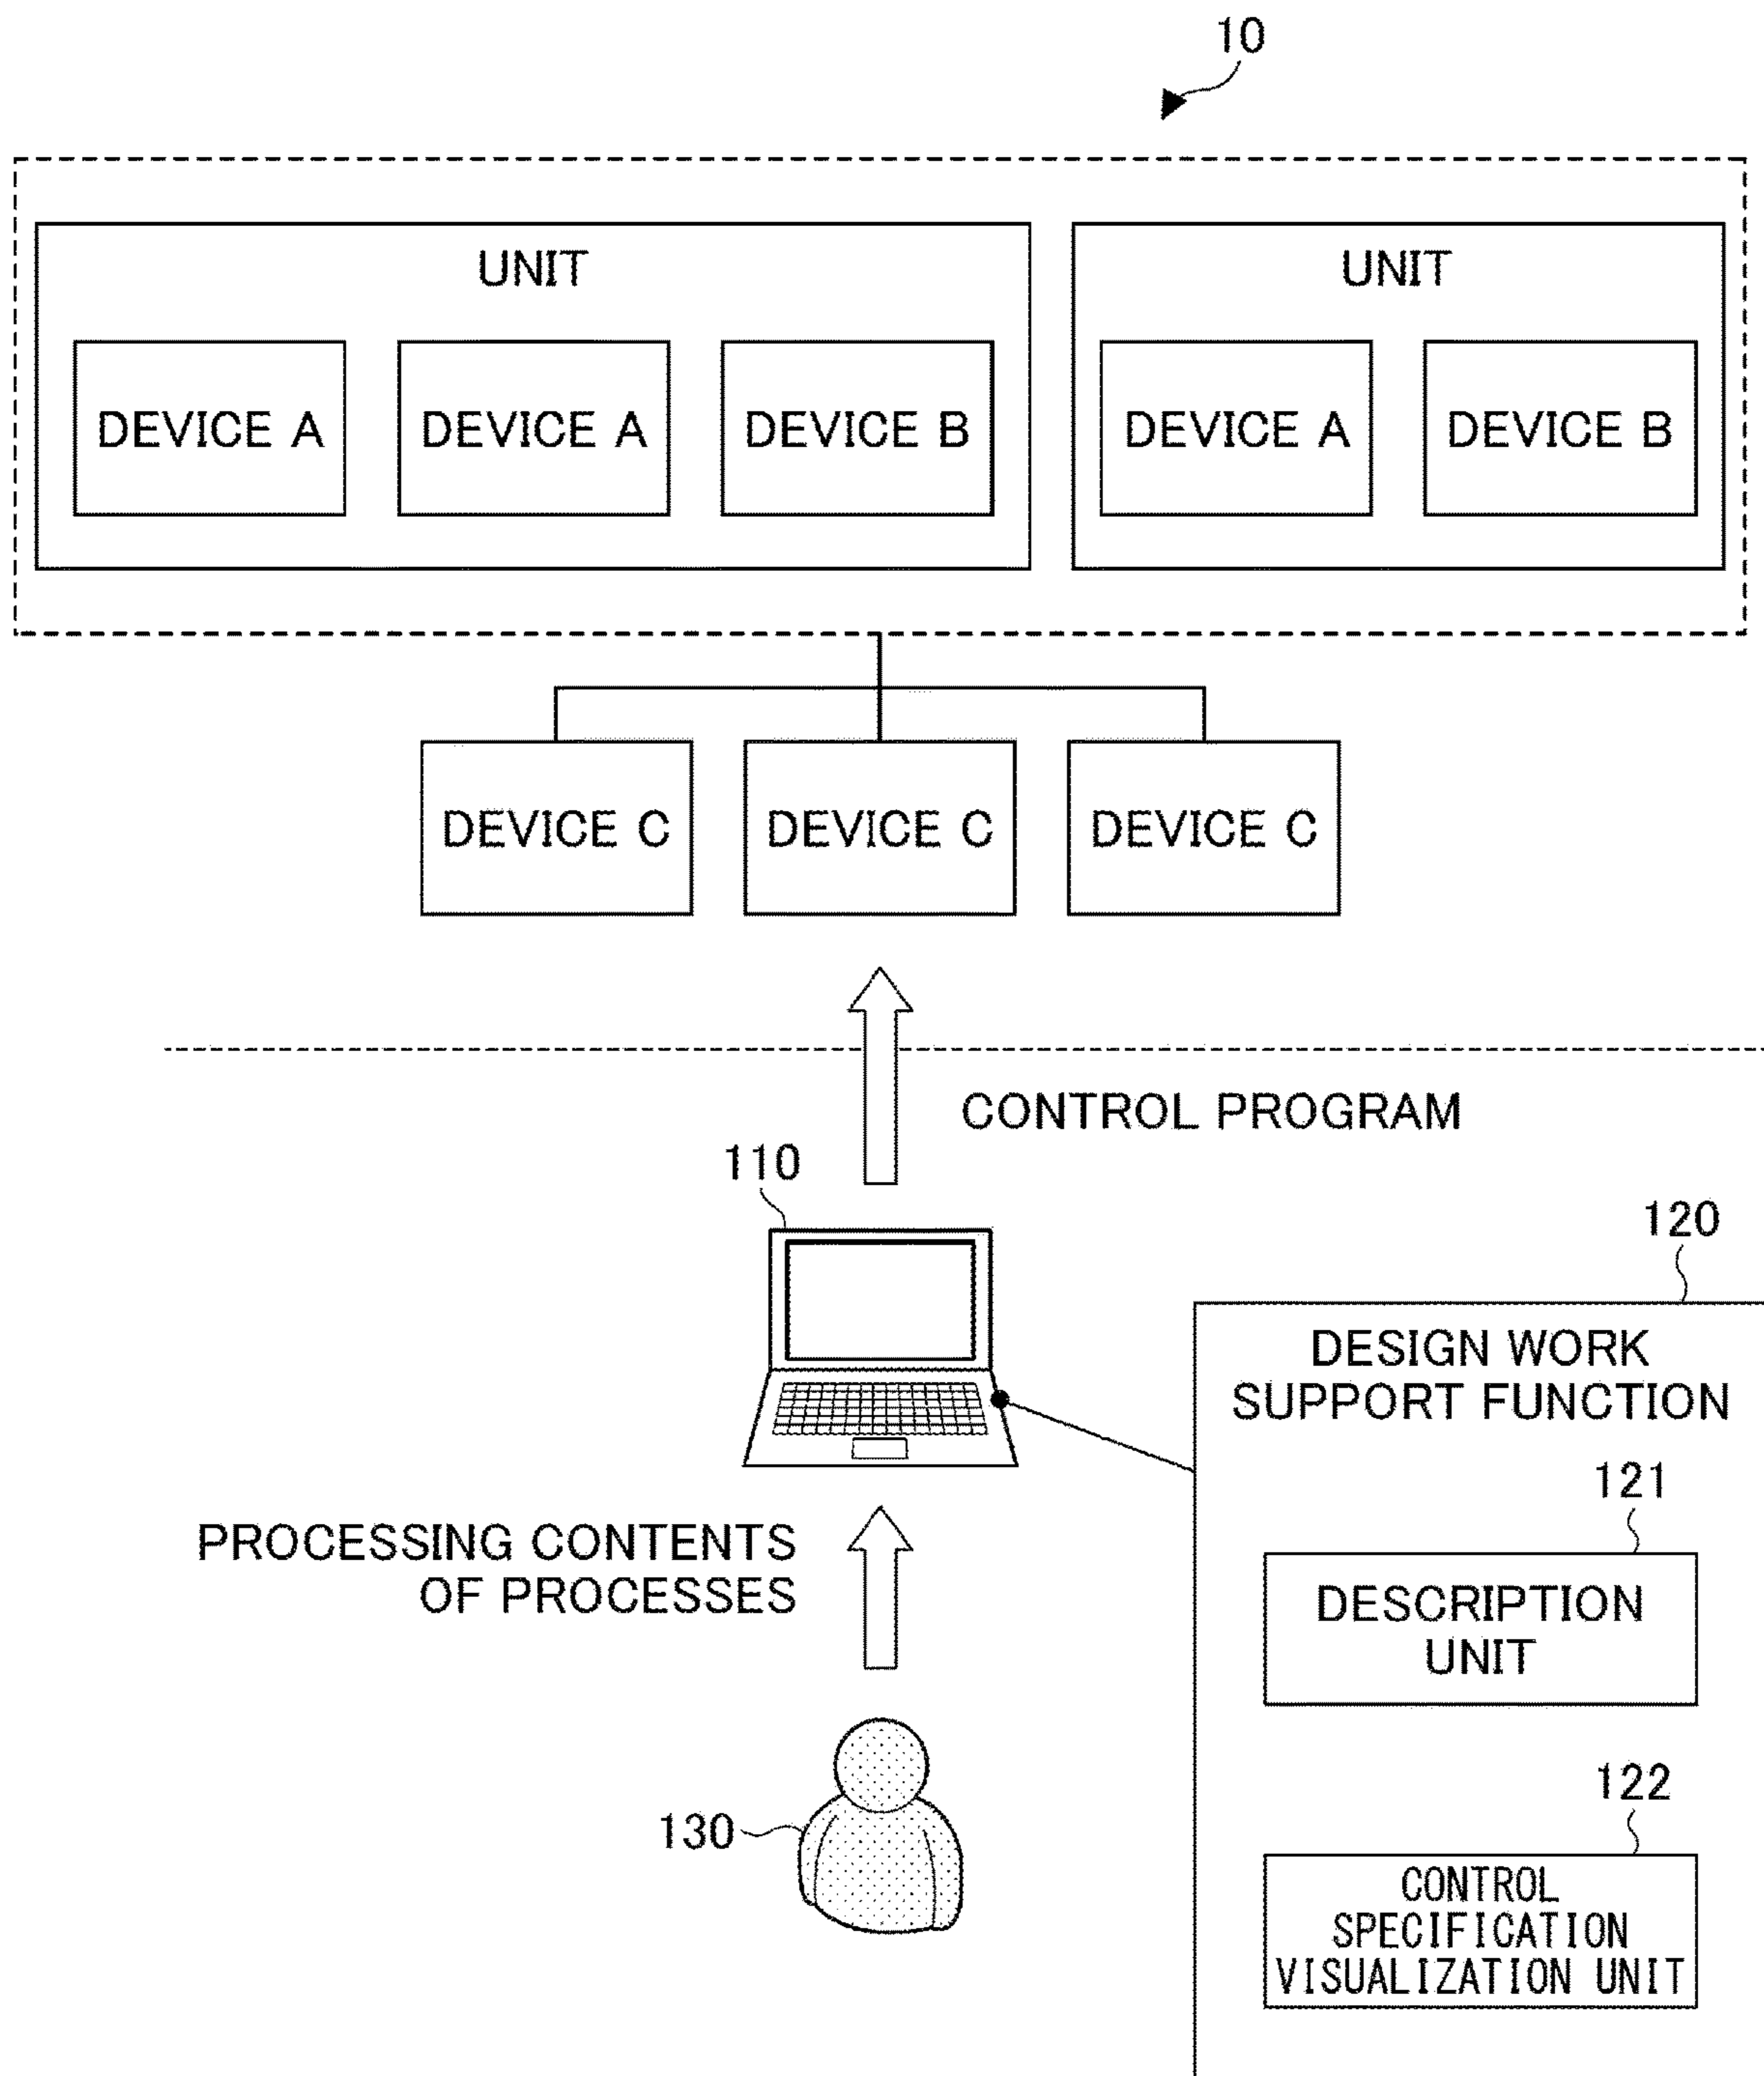 10
UNIT
UNIT
DEVICE A
DEVICE A
DEVICE B
DEVICE A
DEVICE B
DEVICE C
DEVICE C
DEVICE C
CONTROL PROGRAM
110
120
DESIGN WORK
SUPPORT FUNCTION
121
PROCESSING CONTENTS
OF PROCESSES
DESCRIPTION
UNIT
122
130
CONTROL
SPECIFICATION
VISUALIZATION UNIT